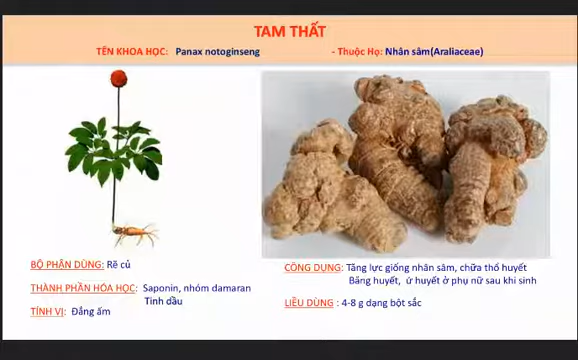 TAM THẤT
TÊN KHOA HỌC: Panax notoginseng - Thuộc Họ: Nhân sâm(Araliaceae)
BỘ PHẬN DÙNG: Rẽ củ
THÀNH PHẦN HÓA HỌC: Saponin, nhóm damaran
Tinh dầu
TÍNH VỊ: Đắng ấm
CÔNG DỤNG: Tăng lực giống nhân sâm, chữa thổ huyết
Băng huyết, ứ huyết ở phụ nữ sau khi sinh
LIỀU DÙNG : 4-8 g dạng bột sắc